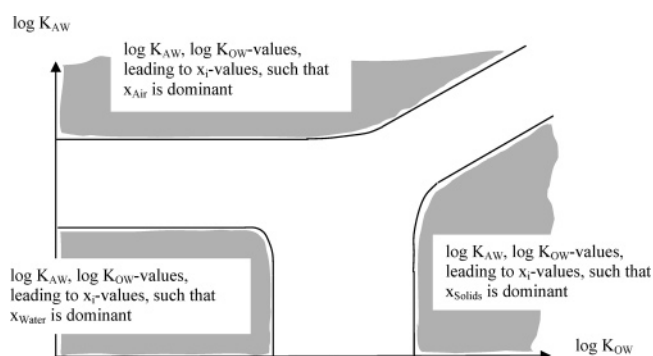 log K_AW
log K_AW, log K_OW-values,
leading to x_i-values, such that
x_Air is dominant
log K_AW, log K_OW-values,
leading to x_i-values, such that
x_Water is dominant
log K_AW, log K_OW-values,
leading to x_i-values, such that
x_Solids is dominant
log K_OW